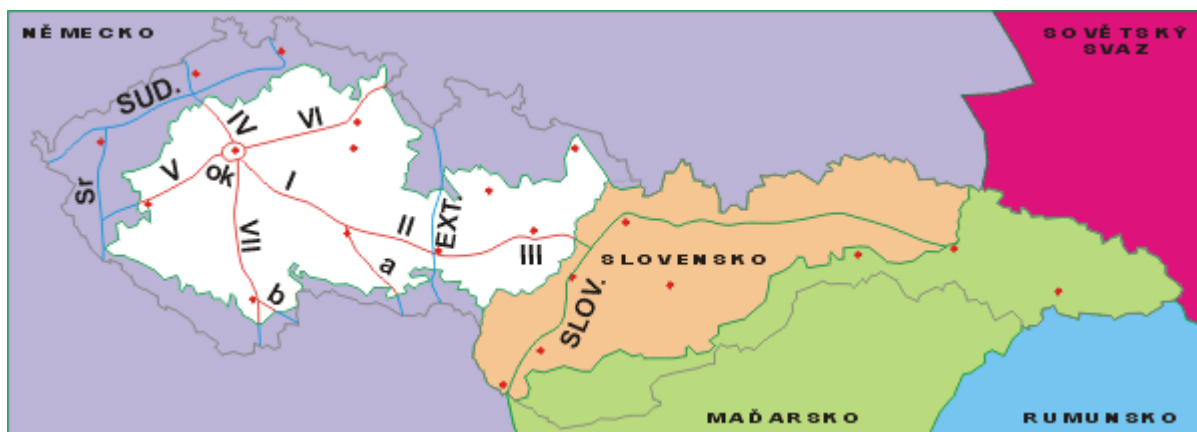 NĚMECKO
SOVĚTSKÝ
SVAZ
SUD.
IV
VI
Sr
V
ok
I
VII
II
EXT.
III
a
b
SLOVENSKO
SLOV.
MAĎARSKO
RUMUNSKO